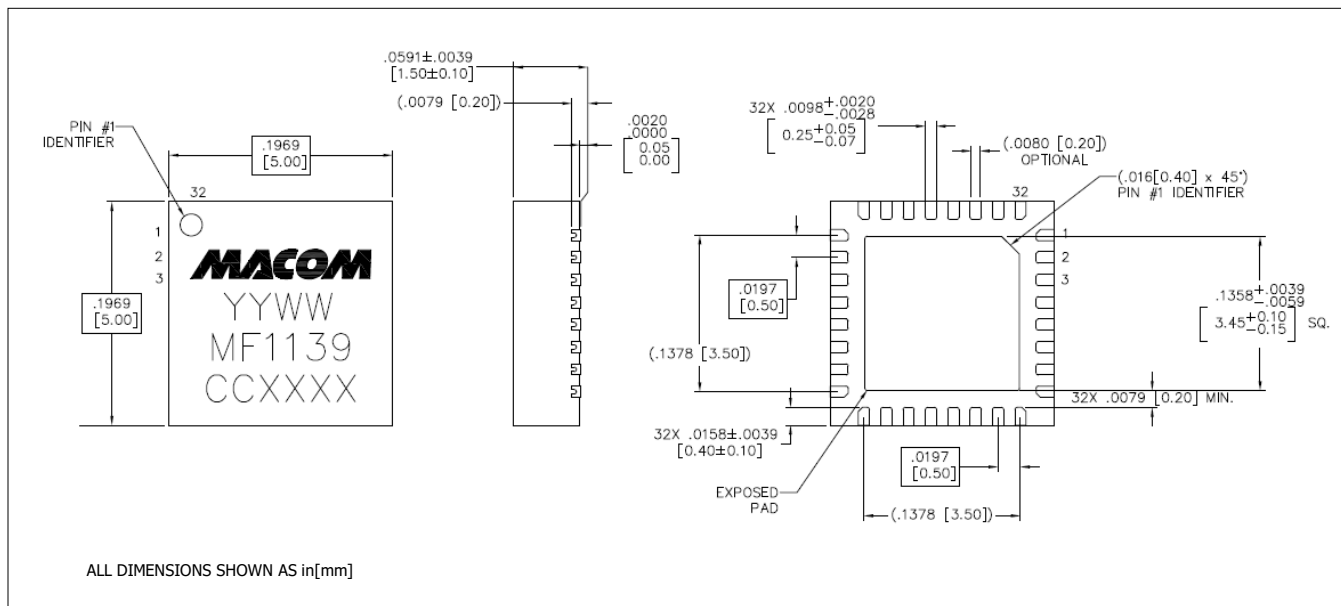 PIN #1
IDENTIFIER
.1969
[5.00]
32
1
2
3
.1969
[5.00]
MACOM
YYWW
MF1139
CCXXXX
.0591±.0039
[1.50±0.10]
(.0079 [0.20])
.0020
.0000
[0.05
0.00]
32X .0098+.0020
-.0028
[0.25+0.05
-0.07]
(.0080 [0.20])
OPTIONAL
(.016[0.40] x 45°)
PIN #1 IDENTIFIER
32
1
2
3
.0197
[0.50]
(.1378 [3.50])
.1358+.0039
-.0059
[3.45+0.10
-0.15] SQ.
32X .0079 [0.20] MIN.
32X .0158±.0039
[0.40±0.10]
.0197
[0.50]
EXPOSED
PAD
(.1378 [3.50])
ALL DIMENSIONS SHOWN AS in[mm]